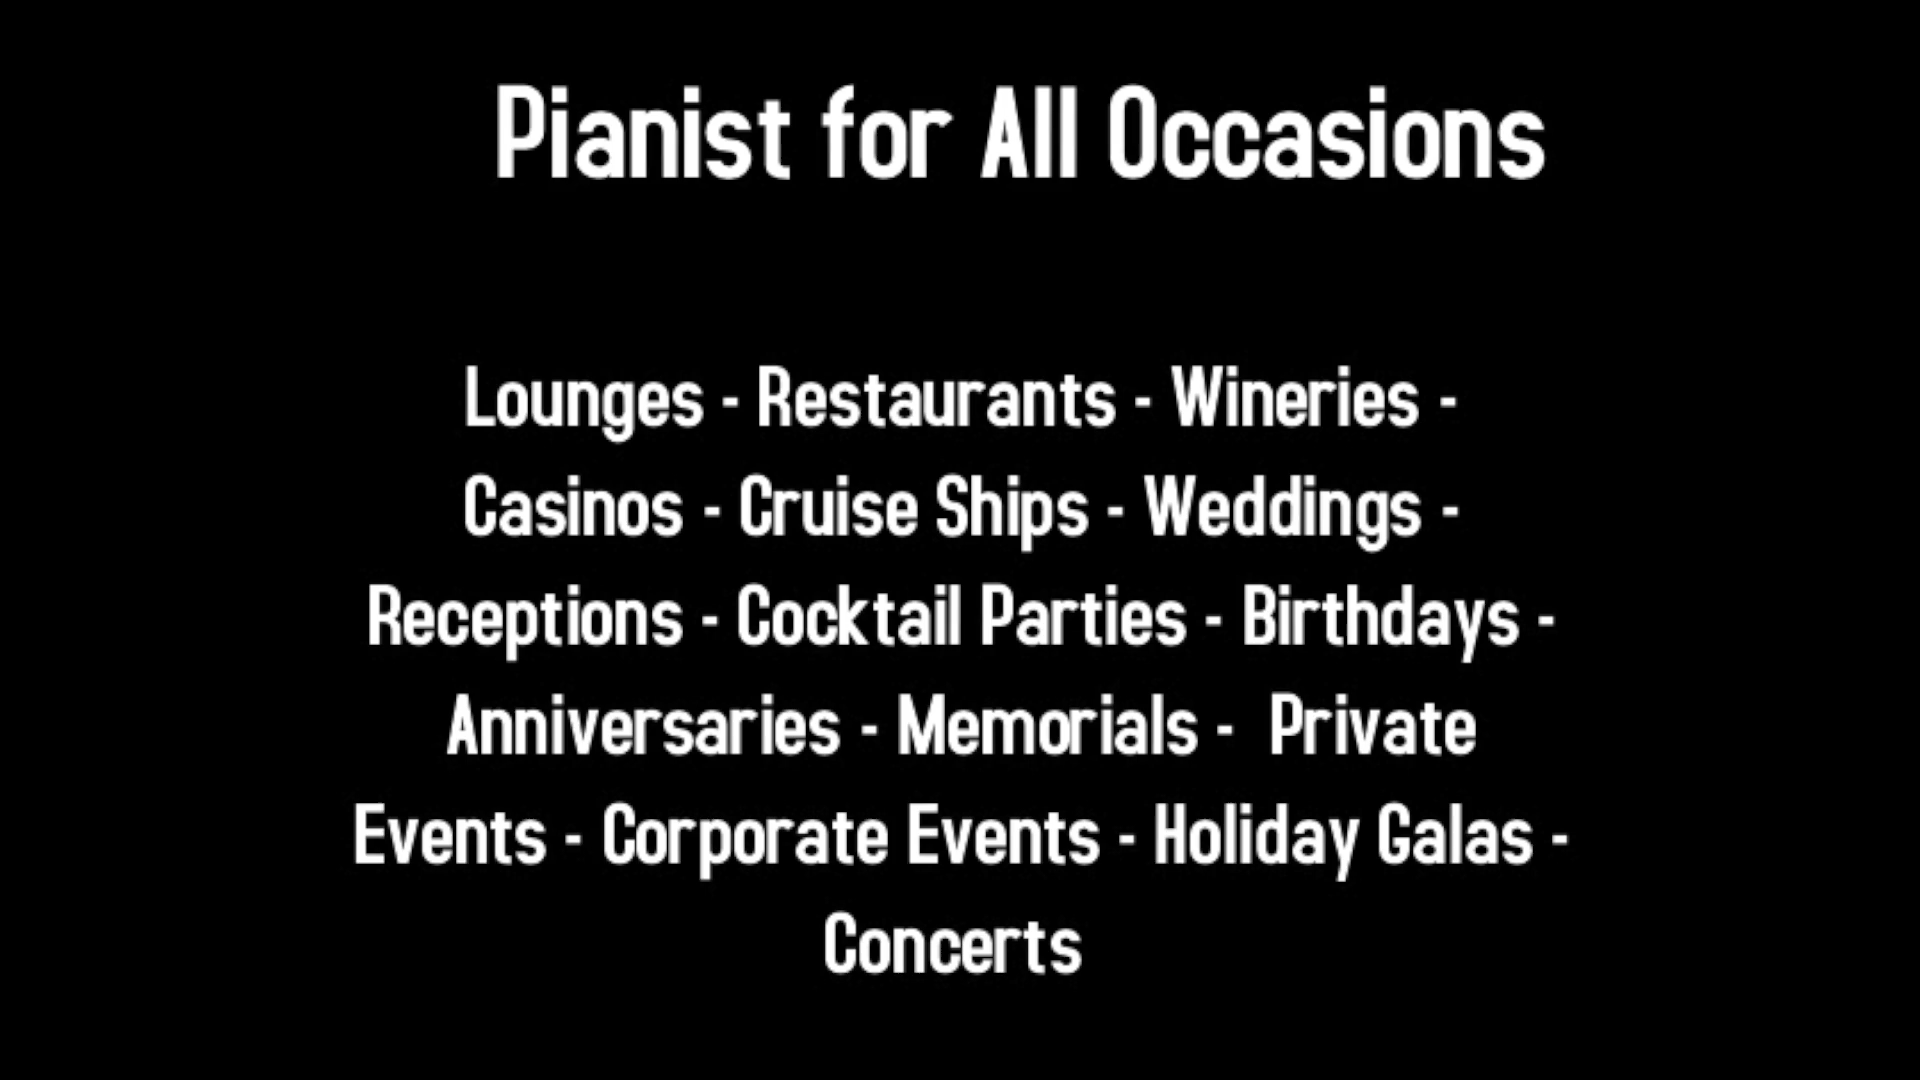 Pianist for All Occasions
Lounges - Restaurants - Wineries -
Casinos - Cruise Ships - Weddings -
Receptions - Cocktail Parties - Birthdays -
Anniversaries - Memorials -  Private
Events - Corporate Events - Holiday Galas -
Concerts